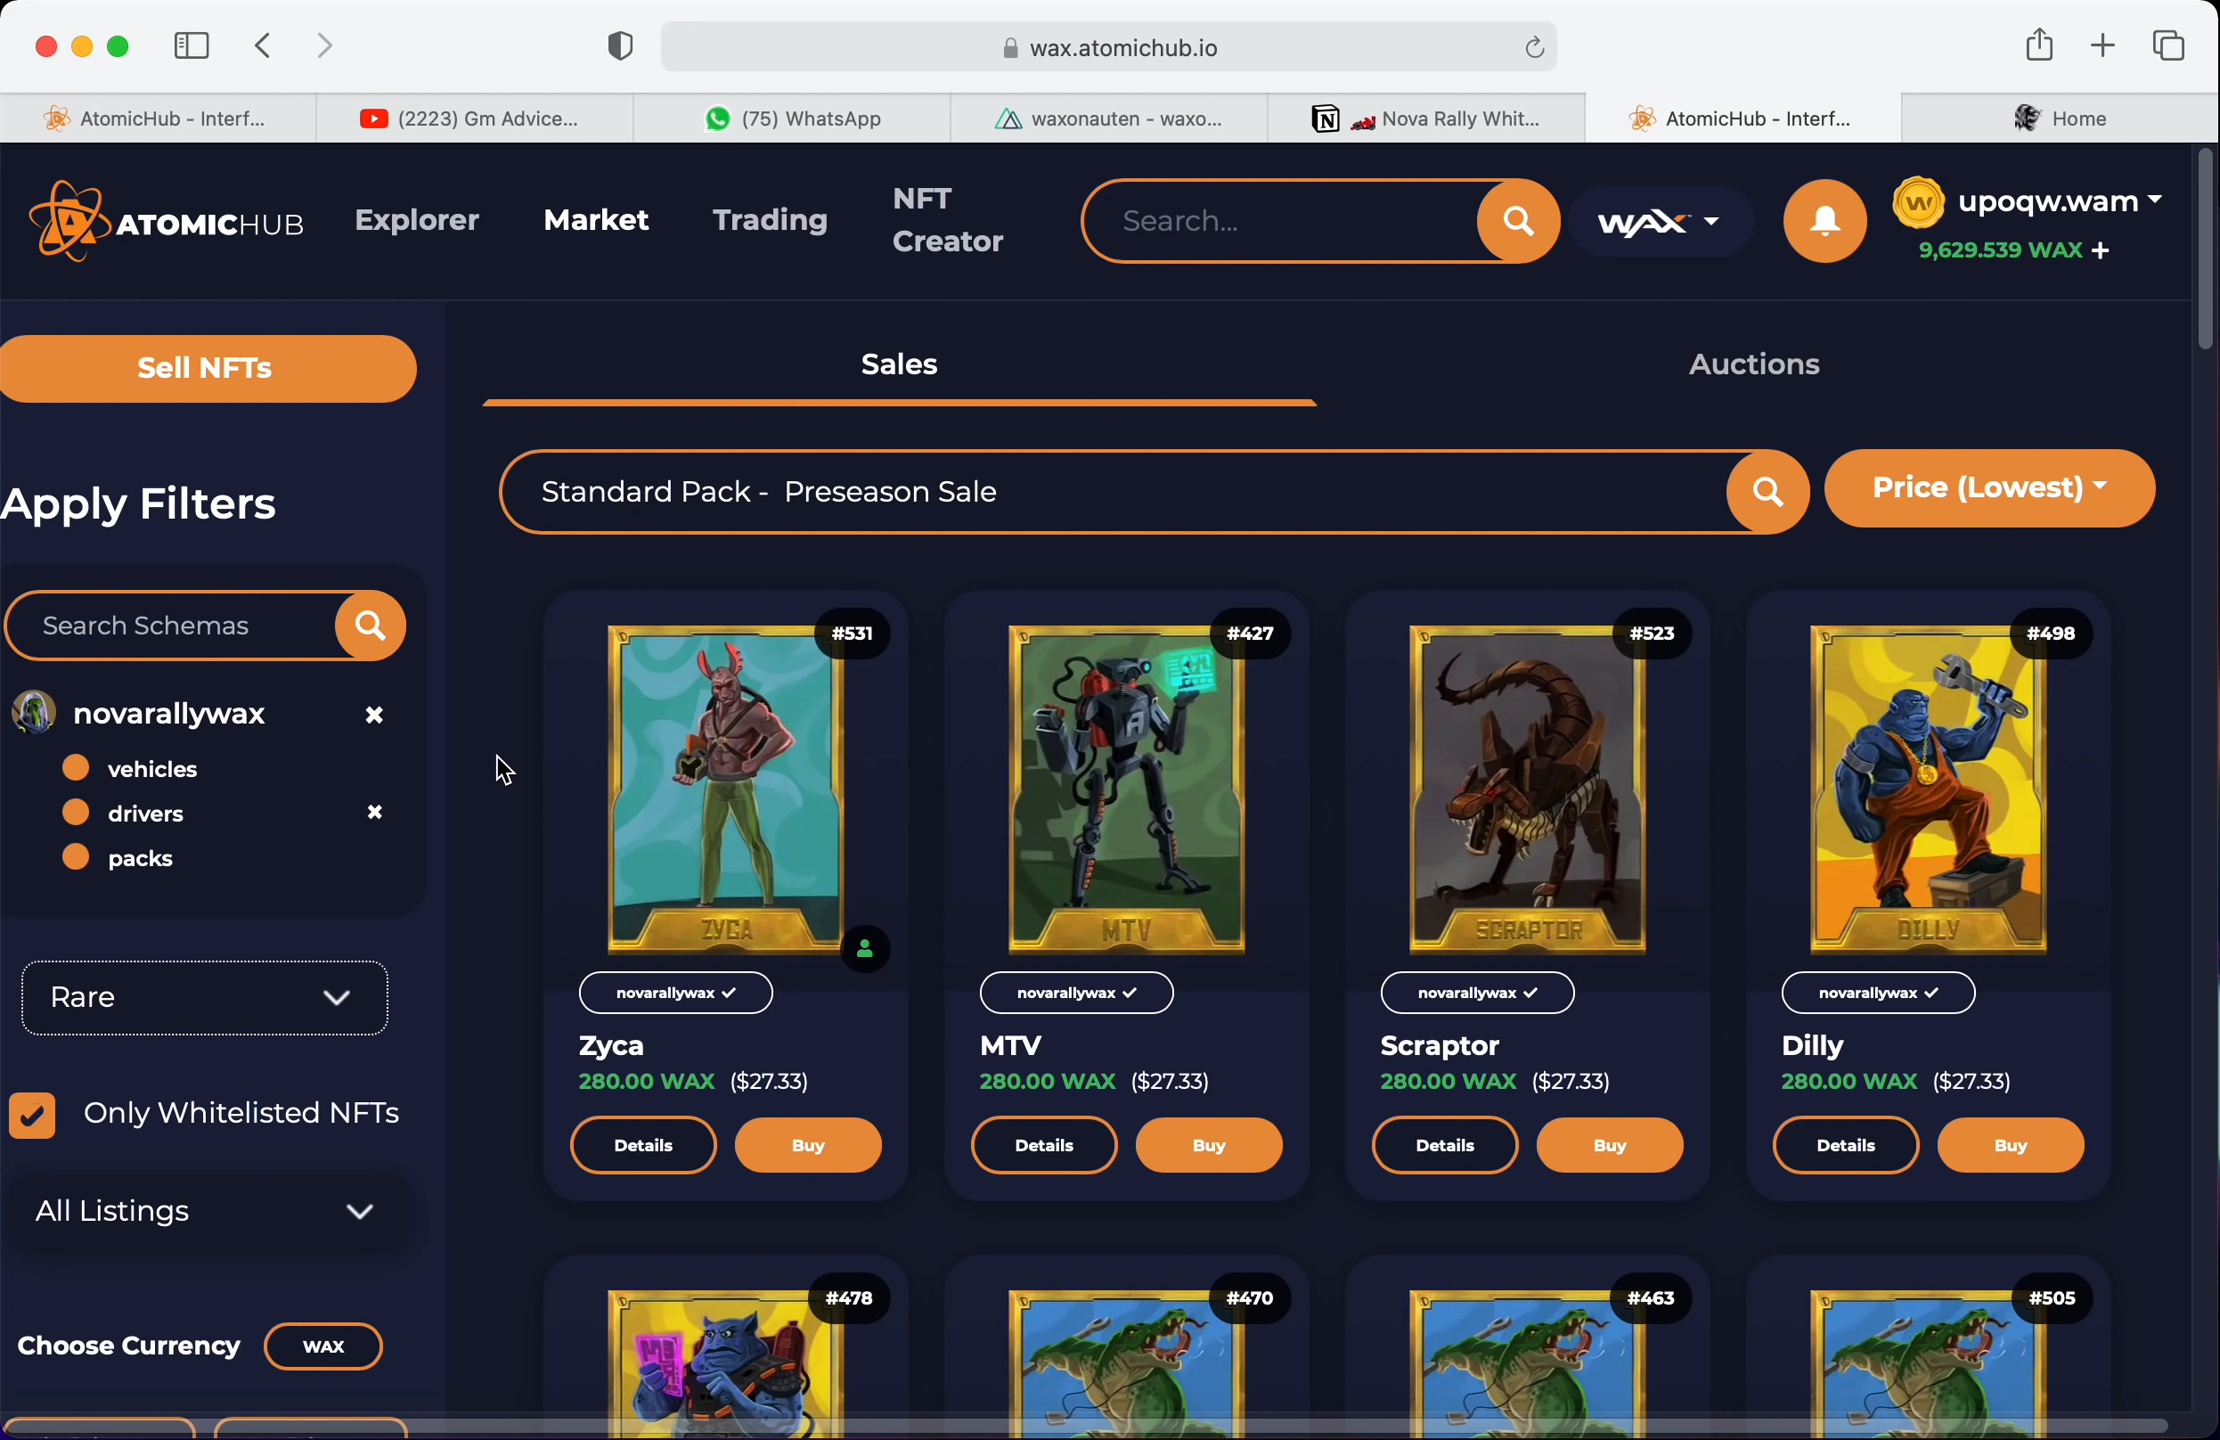 wax.atomichub.io
AtomicHub - Interf...
(2223) Gm Advice...
(75) WhatsApp
waxonauten - waxo...
Nova Rally Whit...
AtomicHub - Interf...
Home
ATOMICHUB
Explorer
Market
Trading
NFT
Creator
Search...
WAX
upoqw.wam
9,629.539 WAX +
Sell NFTs
Sales
Auctions
Standard Pack - Preseason Sale
Price (Lowest)
Apply Filters
Search Schemas
novarallywax
vehicles
drivers
packs
Rare
Only Whitelisted NFTs
All Listings
Choose Currency
WAX
#531
ZYCA
novarallywax
Zyca
280.00 WAX ($27.33)
Details
Buy
#427
MTV
novarallywax
MTV
280.00 WAX ($27.33)
Details
Buy
#523
SCRAPTOR
novarallywax
Scraptor
280.00 WAX ($27.33)
Details
Buy
#498
DILLY
novarallywax
Dilly
280.00 WAX ($27.33)
Details
Buy
#478
#470
#463
#505